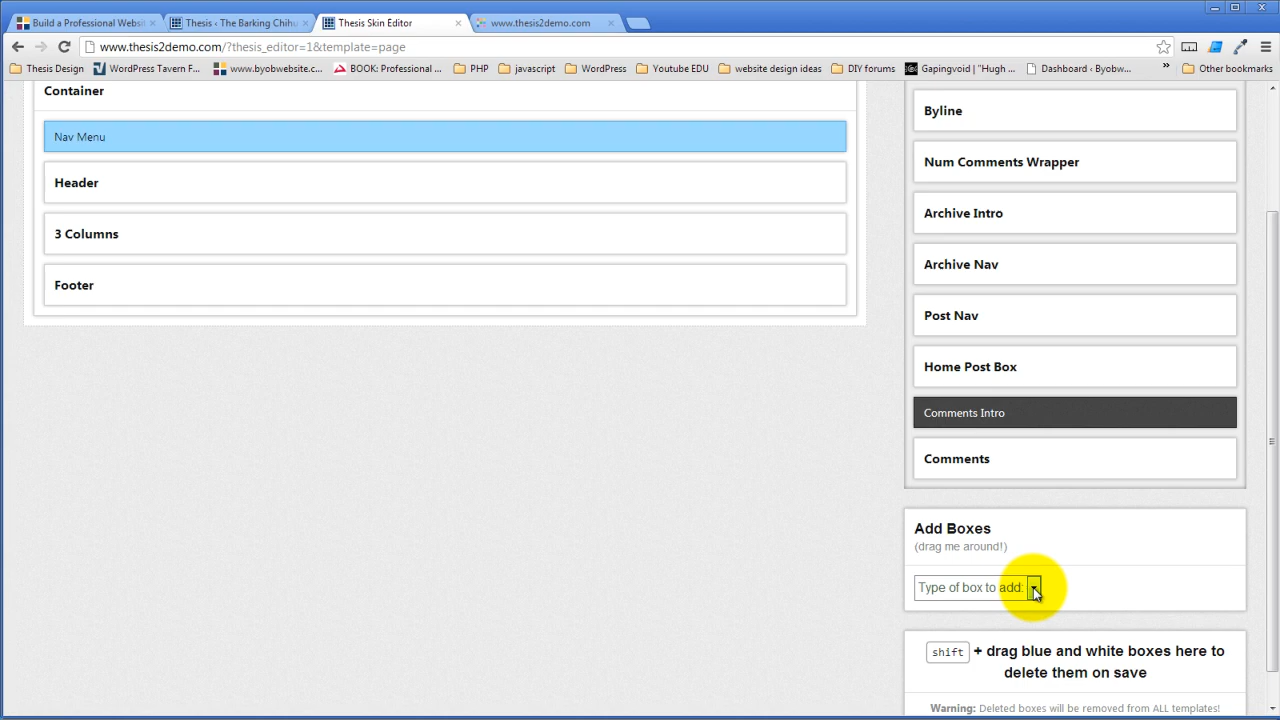 Build a Professional Websi
Thesis ‹ The Barking Chihu
Thesis Skin Editor
www.thesis2demo.com
www.thesis2demo.com/?thesis_editor=1&template=page
Thesis Design
WordPress Tavern F...
www.byobwebsite.c...
BOOK: Professional ...
PHP
javascript
WordPress
Youtube EDU
website design ideas
DIY forums
Gapingvoid | "Hugh ...
Dashboard ‹ Byobw...
»
Other bookmarks
Container
Nav Menu
Header
3 Columns
Footer
Byline
Num Comments Wrapper
Archive Intro
Archive Nav
Post Nav
Home Post Box
Comments Intro
Comments
Add Boxes
(drag me around!)
Type of box to add:
shift + drag blue and white boxes here to
delete them on save
Warning: Deleted boxes will be removed from ALL templates!